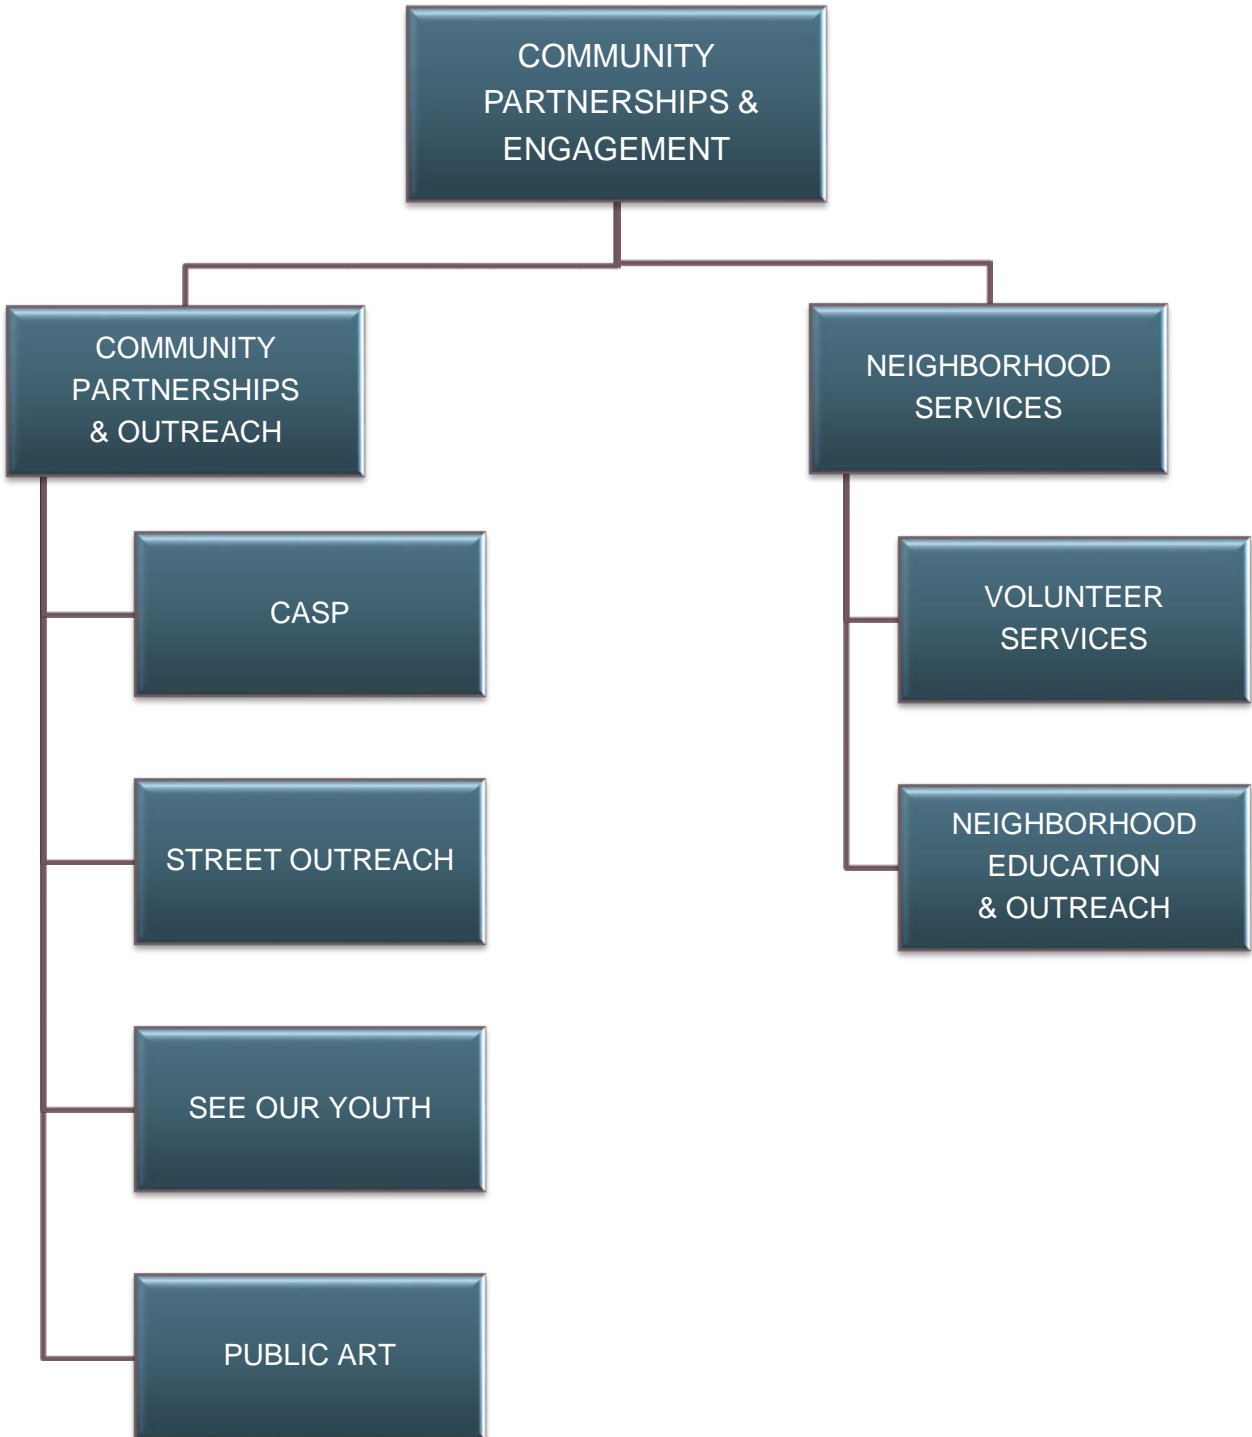 COMMUNITY
PARTNERSHIPS &
ENGAGEMENT
COMMUNITY
PARTNERSHIPS
& OUTREACH
NEIGHBORHOOD
SERVICES
CASP
VOLUNTEER
SERVICES
STREET OUTREACH
NEIGHBORHOOD
EDUCATION
& OUTREACH
SEE OUR YOUTH
PUBLIC ART